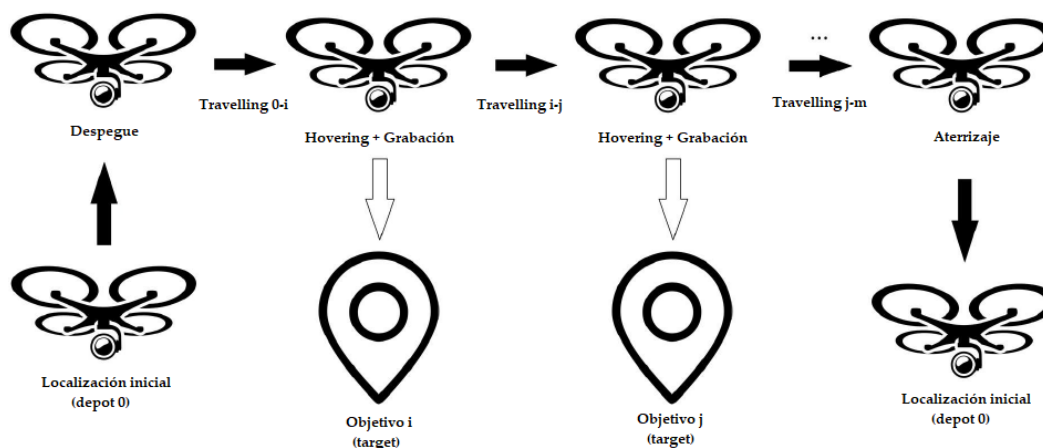 ...
Travelling 0-i
Travelling i-j
Travelling j-m
Despegue
Hovering + Grabación
Hovering + Grabación
Aterrizaje
Localización inicial
(depot 0)
Objetivo i
(target)
Objetivo j
(target)
Localización inicial
(depot 0)